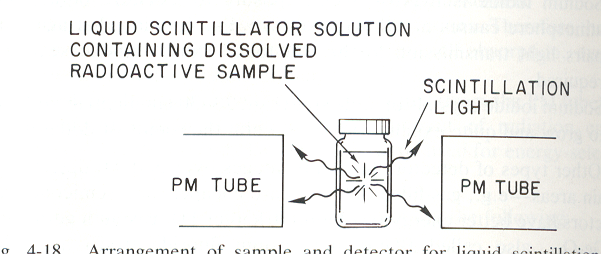 LIQUID SCINTILLATOR SOLUTION
CONTAINING DISSOLVED
RADIOACTIVE SAMPLE
SCINTILLATION
LIGHT
PM TUBE
PM TUBE
4-18. Arrangement of sample and detector for liquid scintillation